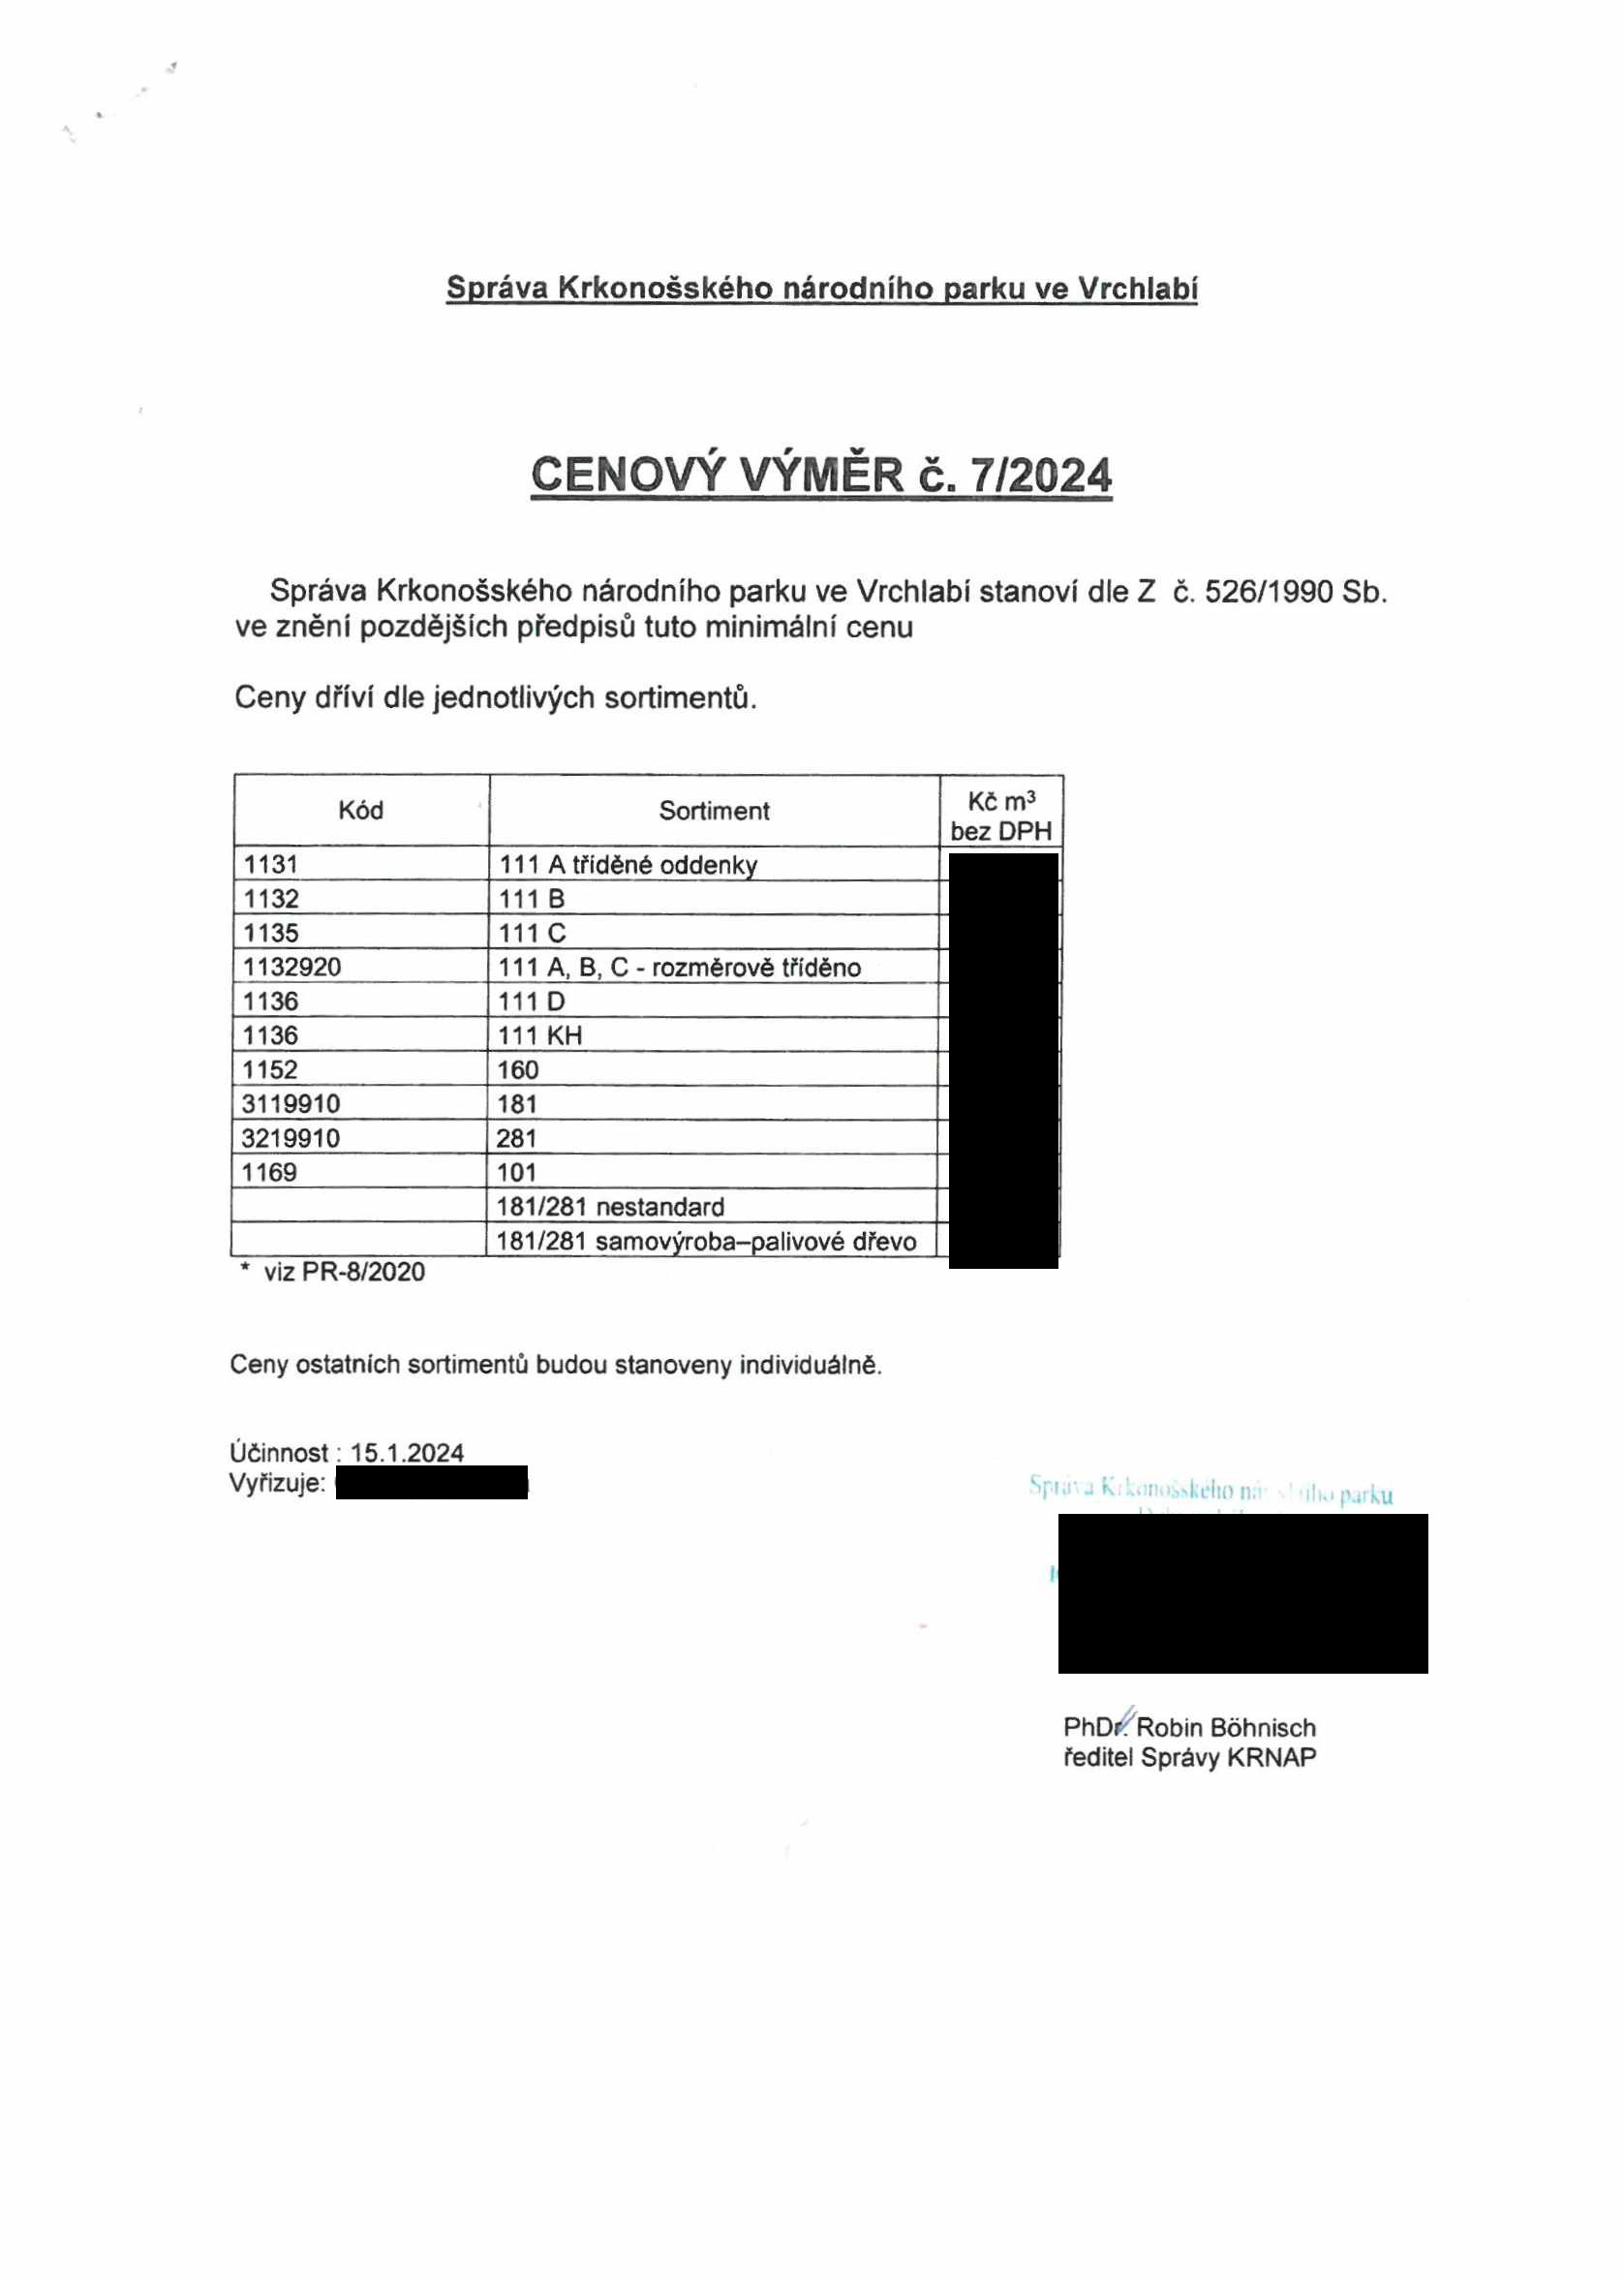 Správa Krkonošského národního parku ve Vrchlabí
CENOVÝ VÝMĚR č. 7/2024
Správa Krkonošského národního parku ve Vrchlabí stanoví dle Z č. 526/1990 Sb.
ve znění pozdějších předpisů tuto minimální cenu
Ceny dříví dle jednotlivých sortimentů.
Kód Sortiment Kč m³ bez DPH
1131 111 A tříděné oddenky
1132 111 B
1135 111 C
1132920 111 A, B, C - rozměrově tříděno
1136 111 D
1136 111 KH
1152 160
3119910 181
3219910 281
1169 101
181/281 nestandard
181/281 samovýroba–palivové dřevo
* viz PR-8/2020
Ceny ostatních sortimentů budou stanoveny individuálně.
Účinnost : 15.1.2024
Vyřizuje:
Správa Krkonošského národního parku
PhDr. Robin Böhnisch
ředitel Správy KRNAP